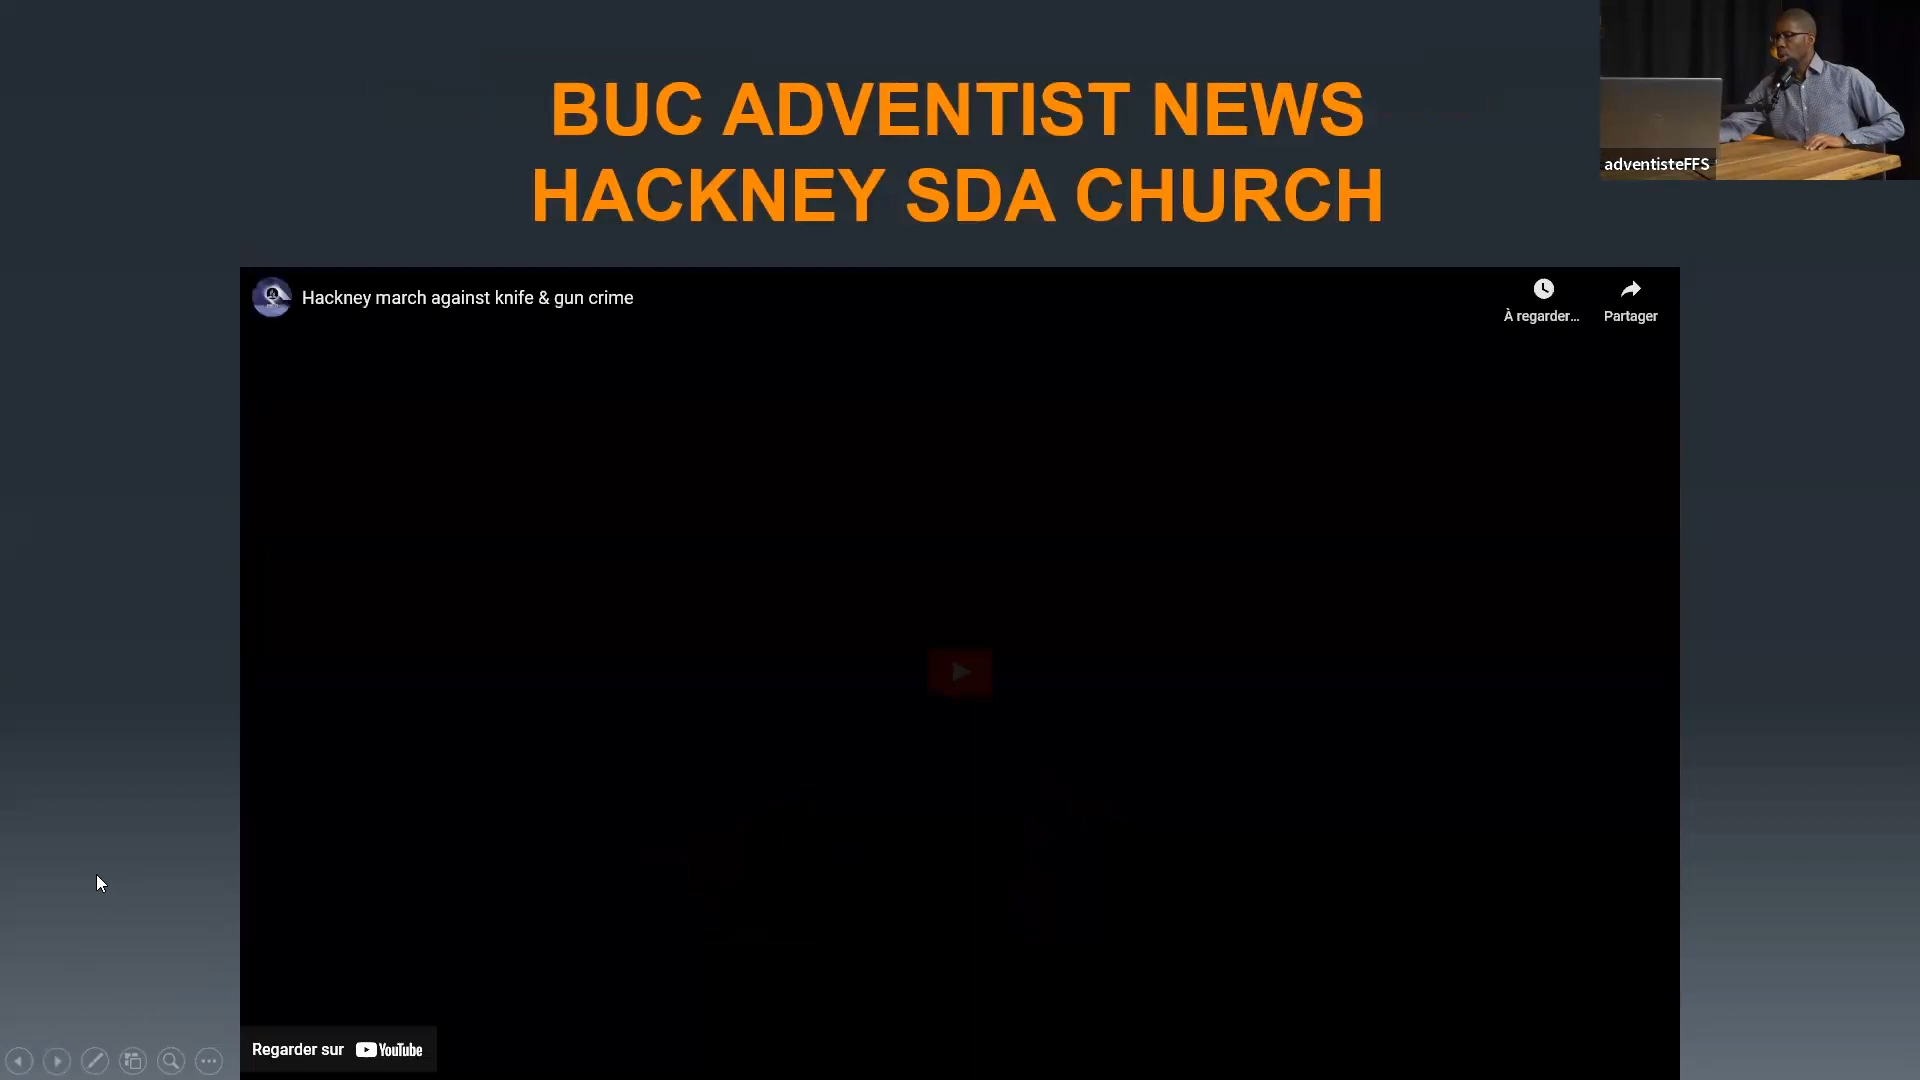 BUC ADVENTIST NEWS
HACKNEY SDA CHURCH
adventisteFFS
Hackney march against knife & gun crime
À regarder...
Partager
Regarder sur YouTube